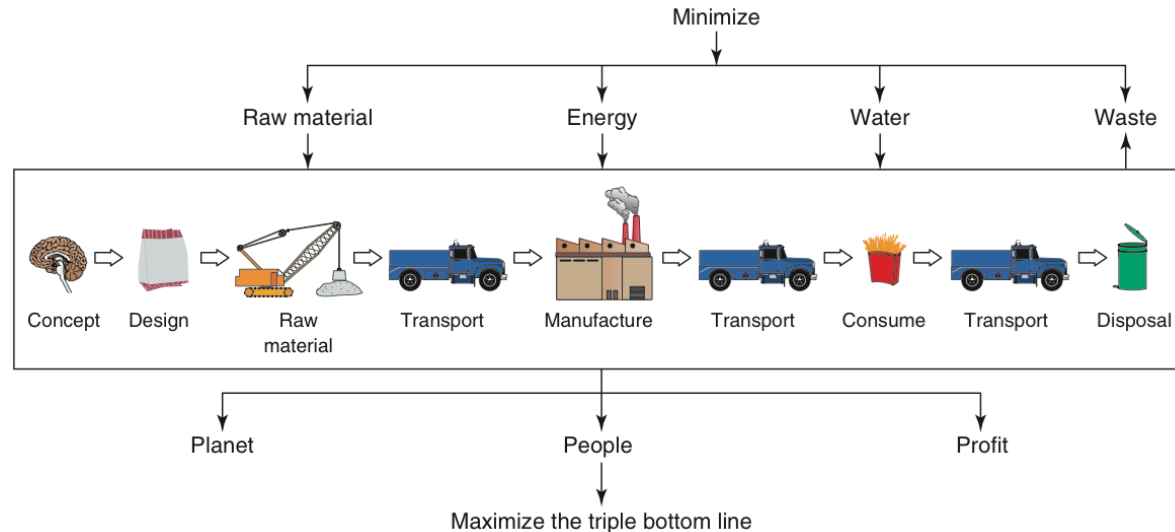 Minimize
Raw material
Energy
Water
Waste
Concept
Design
Raw
material
Transport
Manufacture
Transport
Consume
Transport
Disposal
Planet
People
Profit
Maximize the triple bottom line